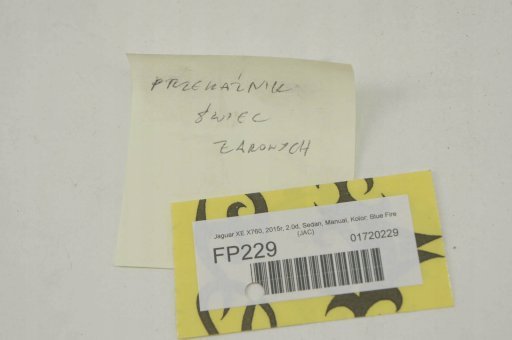 PRZEKAŹNIK
ŚWIEC
ŻAROWYCH
Jaguar XE X760, 2015r, 2.0d, Sedan, Manual, Kolor: Blue Fire
(JAC)
FP229
01720229